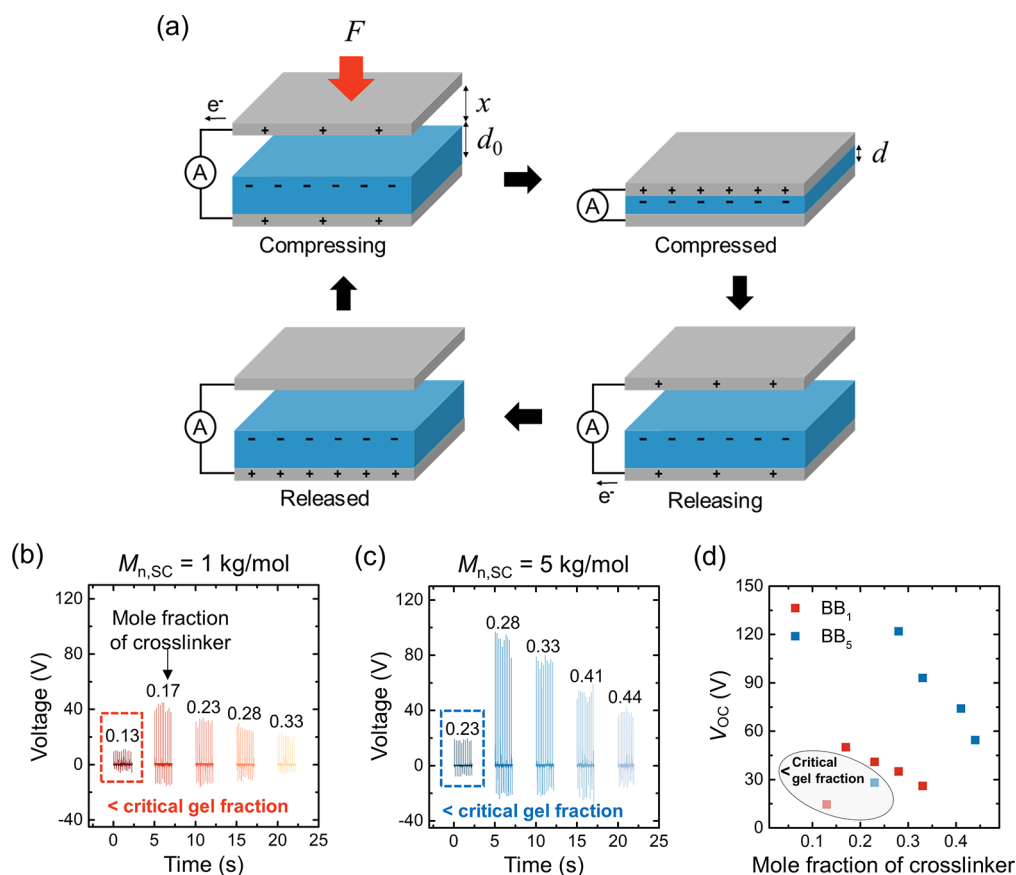 (a)
F
e-
x
d0
A
+ + +
- - - - - -
+ + +
Compressing
d
A
+ + + + + +
- - - - - -
Compressed
A
- - - - - -
+ + + + + +
Released
A
+ + +
- - - - - -
+ + +
e-
Releasing
(b)
Mn,SC = 1 kg/mol
Voltage (V)
120
80
40
0
-40
Mole fraction
of crosslinker
0.13
0.17
0.23
0.28
0.33
< critical gel fraction
0 5 10 15 20 25
Time (s)
(c)
Mn,SC = 5 kg/mol
Voltage (V)
120
80
40
0
-40
0.23
0.28
0.33
0.41
0.44
< critical gel fraction
0 5 10 15 20 25
Time (s)
(d)
VOC (V)
150
120
90
60
30
0
BB1
BB5
< Critical
gel fraction
0.1 0.2 0.3 0.4
Mole fraction of crosslinker